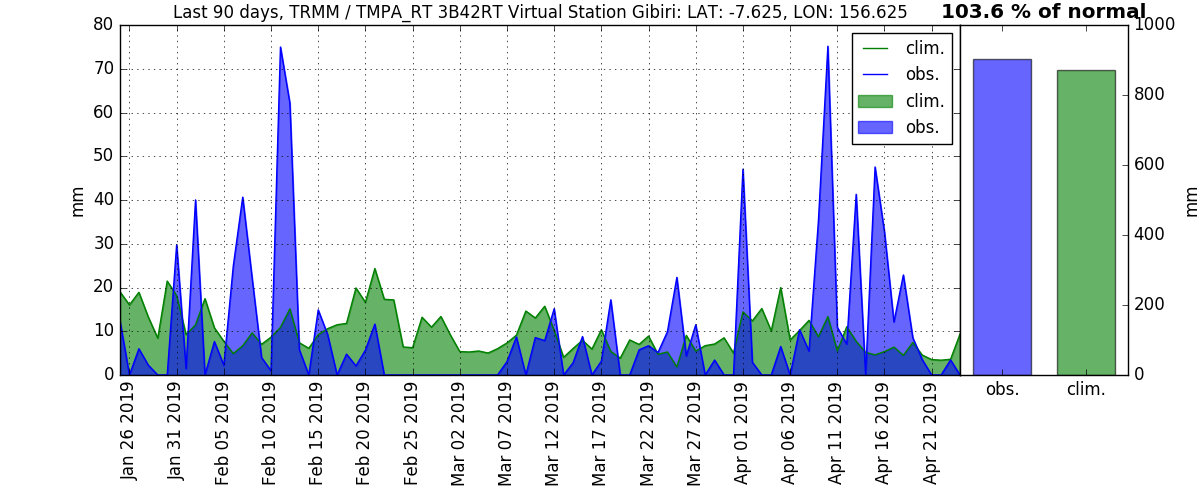 Last 90 days, TRMM / TMPA_RT 3B42RT Virtual Station Gibiri: LAT: -7.625, LON: 156.625
103.6 % of normal
80
70
60
50
40
30
20
10
0
mm
clim.
obs.
clim.
obs.
1000
800
600
400
200
0
mm
Jan 26 2019
Jan 31 2019
Feb 05 2019
Feb 10 2019
Feb 15 2019
Feb 20 2019
Feb 25 2019
Mar 02 2019
Mar 07 2019
Mar 12 2019
Mar 17 2019
Mar 22 2019
Mar 27 2019
Apr 01 2019
Apr 06 2019
Apr 11 2019
Apr 16 2019
Apr 21 2019
obs.
clim.